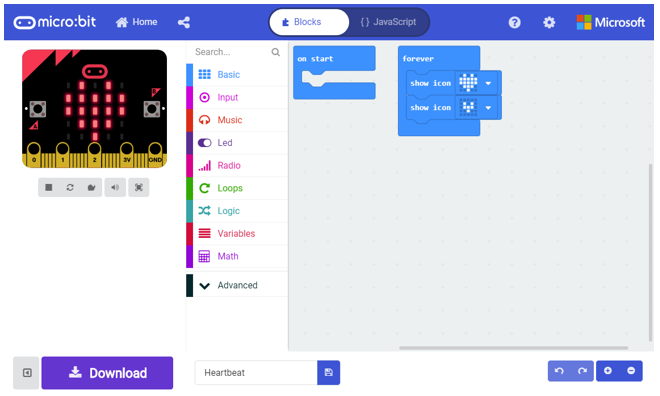 micro:bit
Home
Blocks
{ } JavaScript
?
Microsoft
Search...
Basic
Input
Music
Led
Radio
Loops
Logic
Variables
Math
Advanced
on start
forever
show icon
show icon
0 1 2 3V GND
A
B
Download
Heartbeat